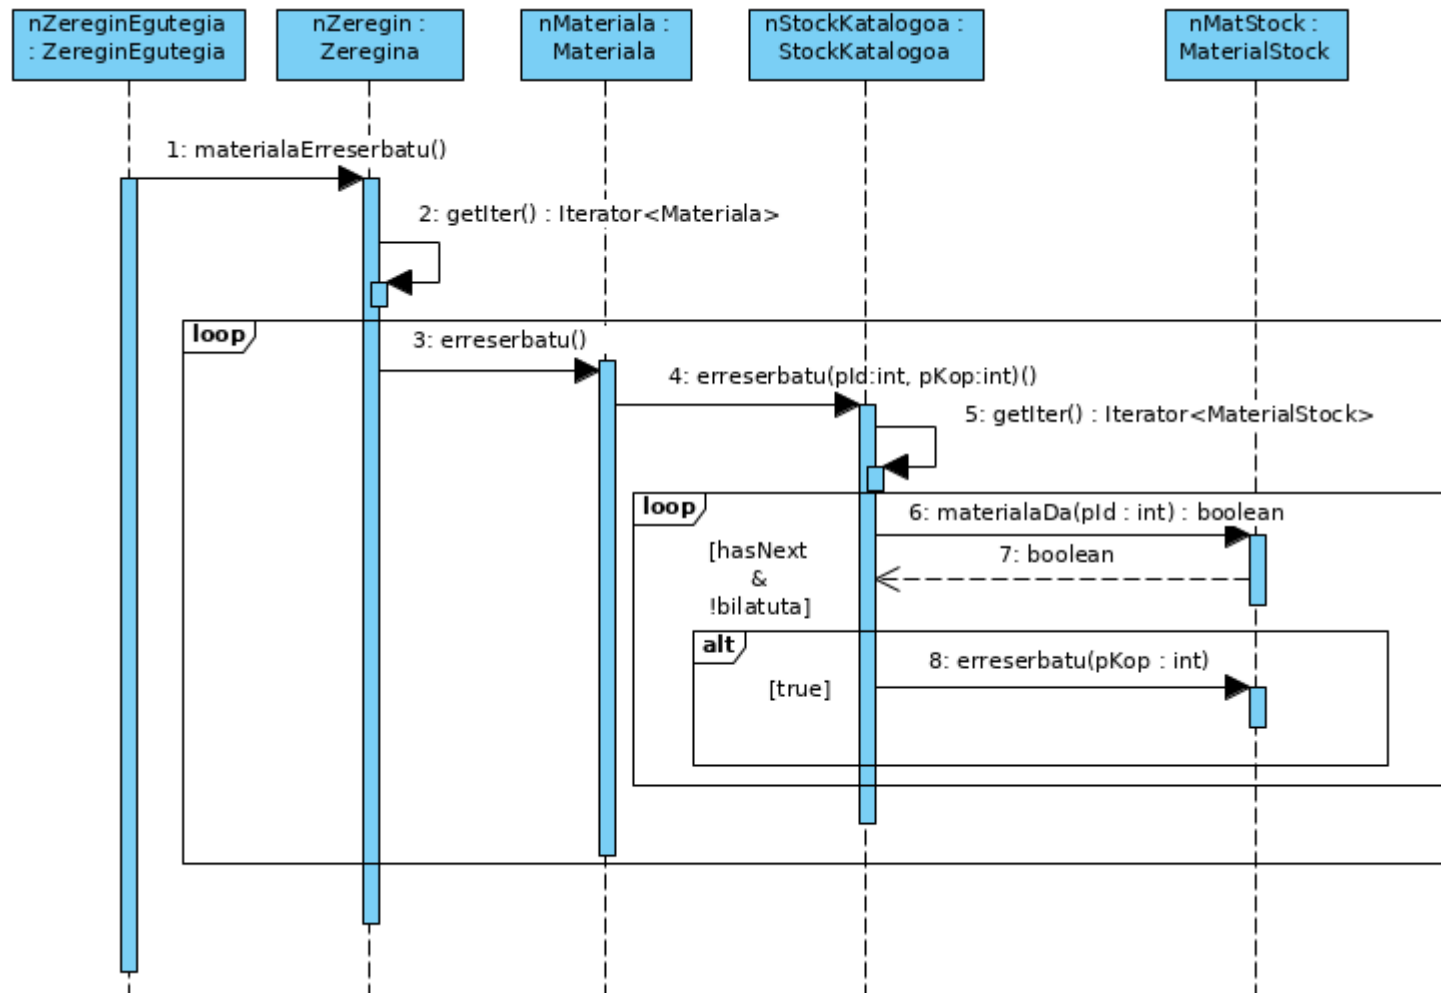 nZereginEgutegia
: ZereginEgutegia
nZeregin :
Zeregina
nMateriala :
Materiala
nStockKatalogoa :
StockKatalogoa
nMatStock :
MaterialStock
1: materialaErreserbatu()
2: getIter() : Iterator<Materiala>
loop
3: erreserbatu()
4: erreserbatu(pId:int, pKop:int)()
5: getIter() : Iterator<MaterialStock>
loop
6: materialaDa(pId : int) : boolean
[hasNext
&
!bilatuta]
7: boolean
alt
8: erreserbatu(pKop : int)
[true]